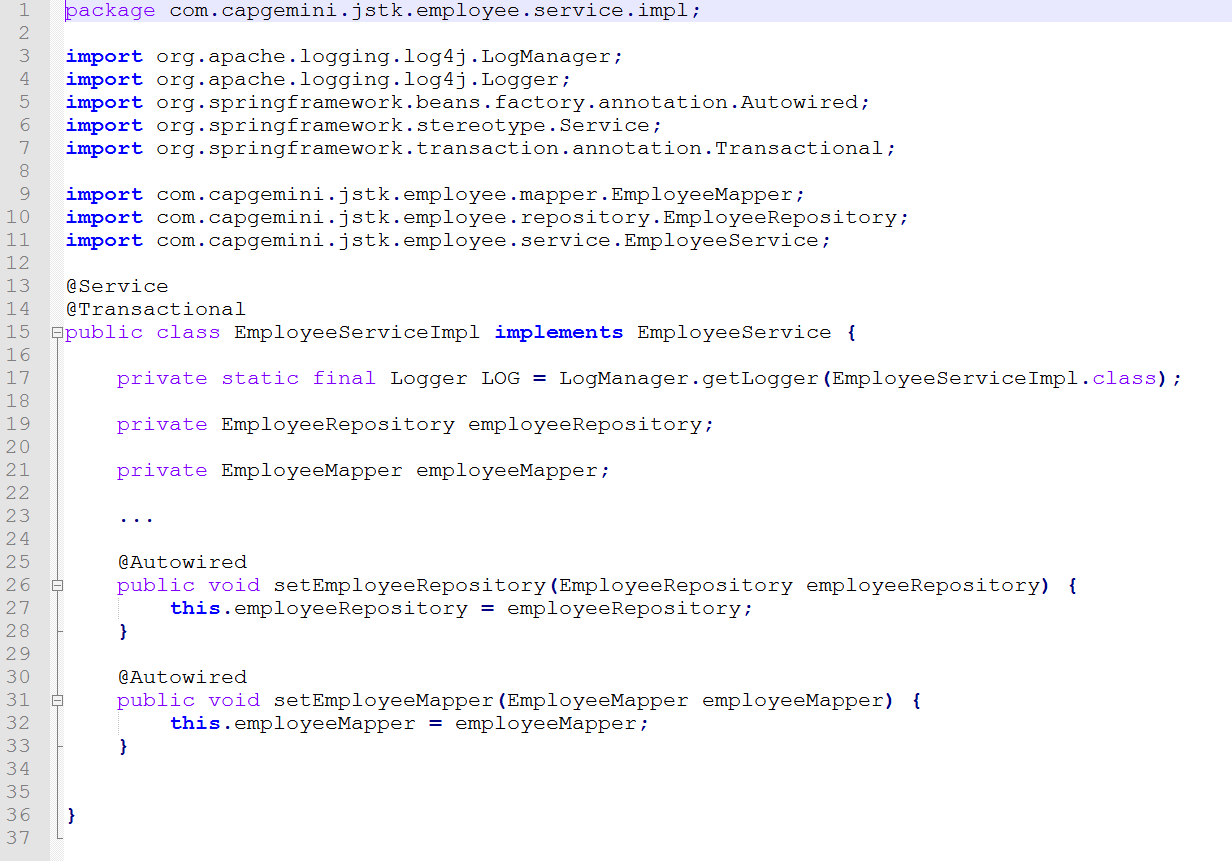 1 package com.capgemini.jstk.employee.service.impl;
2
3 import org.apache.logging.log4j.LogManager;
4 import org.apache.logging.log4j.Logger;
5 import org.springframework.beans.factory.annotation.Autowired;
6 import org.springframework.stereotype.Service;
7 import org.springframework.transaction.annotation.Transactional;
8
9 import com.capgemini.jstk.employee.mapper.EmployeeMapper;
10 import com.capgemini.jstk.employee.repository.EmployeeRepository;
11 import com.capgemini.jstk.employee.service.EmployeeService;
12
13 @Service
14 @Transactional
15 public class EmployeeServiceImpl implements EmployeeService {
16
17     private static final Logger LOG = LogManager.getLogger(EmployeeServiceImpl.class);
18
19     private EmployeeRepository employeeRepository;
20
21     private EmployeeMapper employeeMapper;
22
23     ...
24
25     @Autowired
26     public void setEmployeeRepository(EmployeeRepository employeeRepository) {
27         this.employeeRepository = employeeRepository;
28     }
29
30     @Autowired
31     public void setEmployeeMapper(EmployeeMapper employeeMapper) {
32         this.employeeMapper = employeeMapper;
33     }
34
35
36 }
37